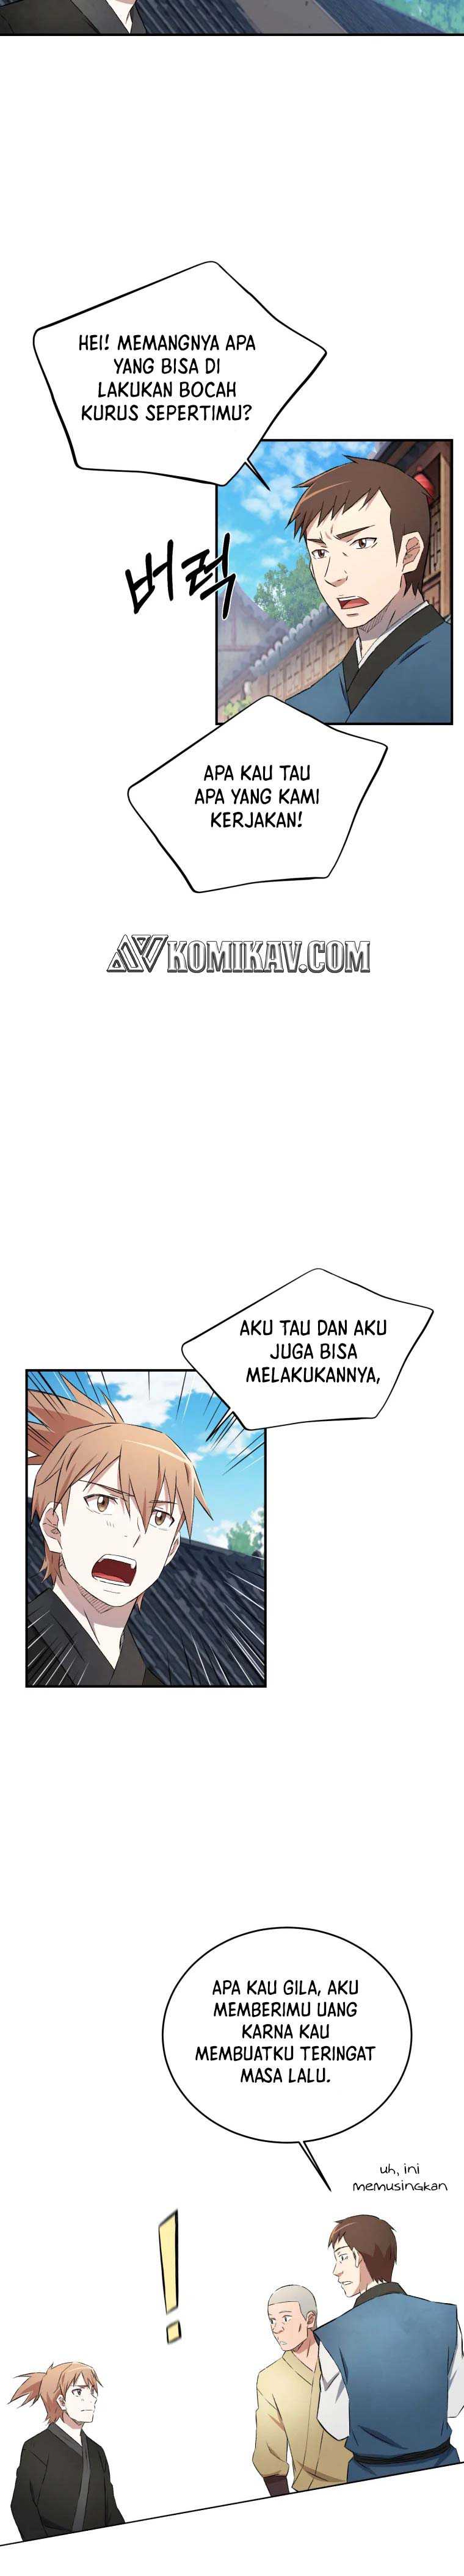 HEI! MEMANGNYA APA
YANG BISA DI
LAKUKAN BOCAH
KURUS SEPERTIMU?
버럭
APA KAU TAU
APA YANG KAMI
KERJAKAN!
KOMIKAV.COM
AKU TAU DAN AKU
JUGA BISA
MELAKUKANNYA,
APA KAU GILA, AKU
MEMBERIMU UANG
KARNA KAU
MEMBUATKU TERINGAT
MASA LALU.
uh, ini
memusingkan
!